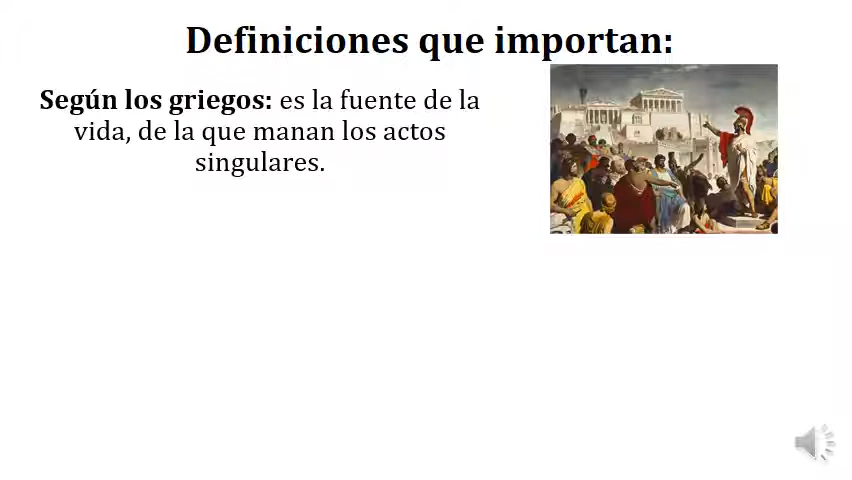 Definiciones que importan:
Según los griegos: es la fuente de la
vida, de la que manan los actos
singulares.